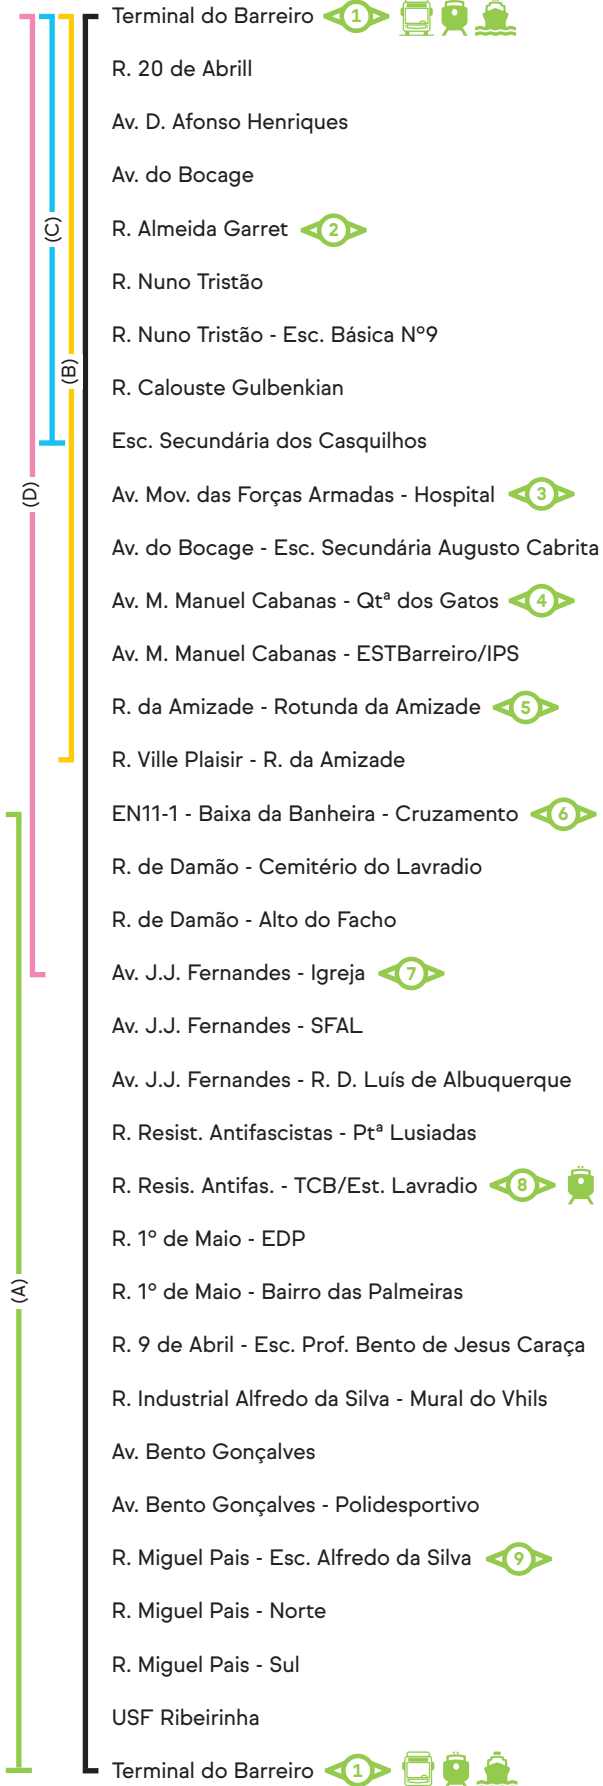 Terminal do Barreiro 1
R. 20 de Abrill
Av. D. Afonso Henriques
Av. do Bocage
(C)
R. Almeida Garret 2
R. Nuno Tristão
R. Nuno Tristão - Esc. Básica Nº9
(B)
R. Calouste Gulbenkian
Esc. Secundária dos Casquilhos
(D)
Av. Mov. das Forças Armadas - Hospital 3
Av. do Bocage - Esc. Secundária Augusto Cabrita
Av. M. Manuel Cabanas - Qtª dos Gatos 4
Av. M. Manuel Cabanas - ESTBarreiro/IPS
R. da Amizade - Rotunda da Amizade 5
R. Ville Plaisir - R. da Amizade
EN11-1 - Baixa da Banheira - Cruzamento 6
R. de Damão - Cemitério do Lavradio
R. de Damão - Alto do Facho
Av. J.J. Fernandes - Igreja 7
Av. J.J. Fernandes - SFAL
Av. J.J. Fernandes - R. D. Luís de Albuquerque
R. Resist. Antifascistas - Ptª Lusiadas
R. Resis. Antifas. - TCB/Est. Lavradio 8
R. 1º de Maio - EDP
(A)
R. 1º de Maio - Bairro das Palmeiras
R. 9 de Abril - Esc. Prof. Bento de Jesus Caraça
R. Industrial Alfredo da Silva - Mural do Vhils
Av. Bento Gonçalves
Av. Bento Gonçalves - Polidesportivo
R. Miguel Pais - Esc. Alfredo da Silva 9
R. Miguel Pais - Norte
R. Miguel Pais - Sul
USF Ribeirinha
Terminal do Barreiro 1